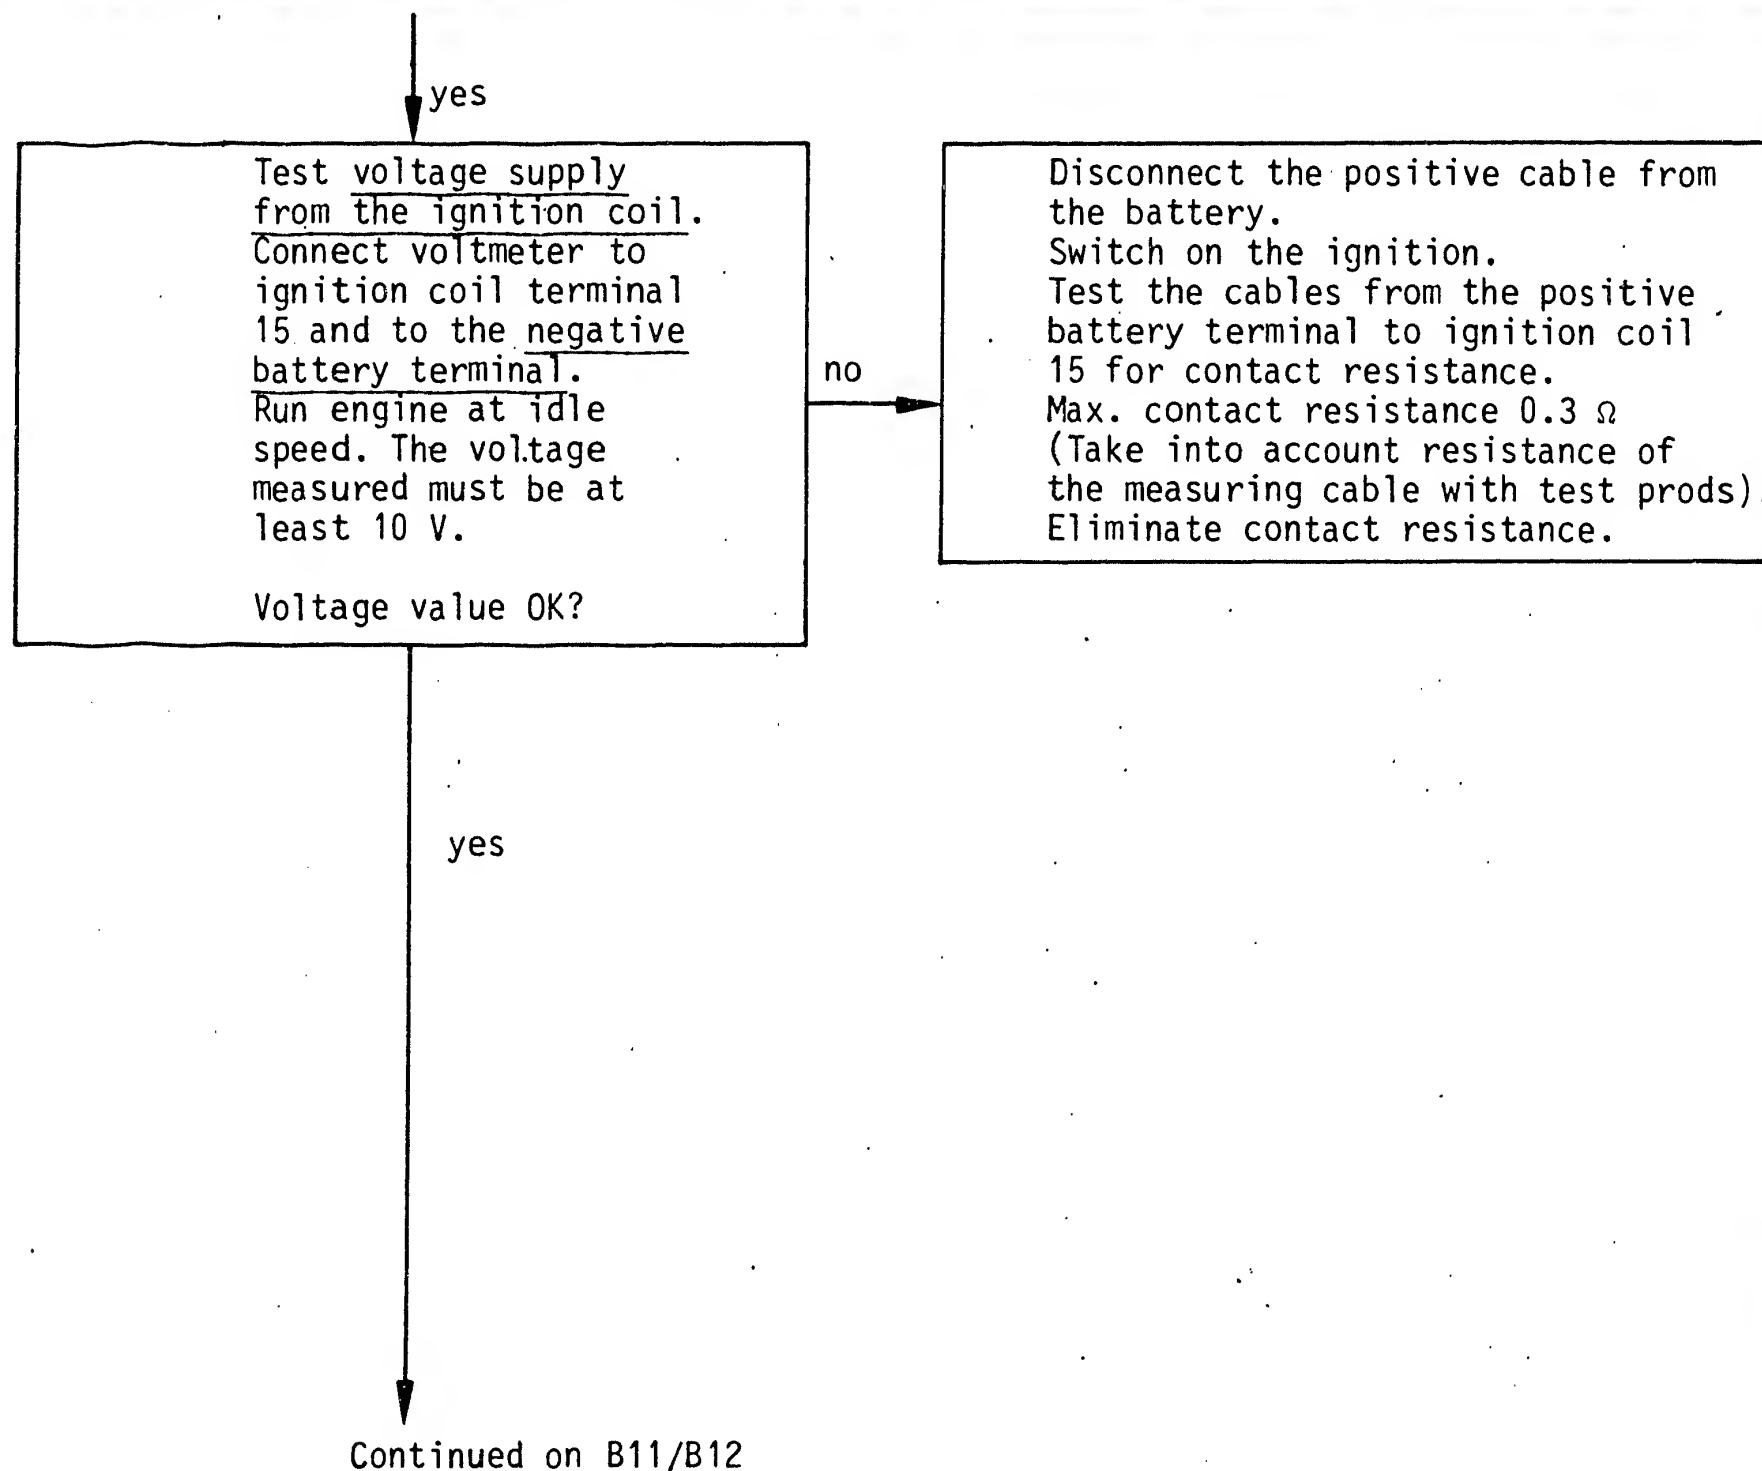 yes
Test voltage supply
from the ignition coil.
Connect voltmeter to
ignition coil terminal
15 and to the negative
battery terminal.
Run engine at idle
speed. The voltage
measured must be at
least 10 V.
Voltage value OK?
no
Disconnect the positive cable from
the battery.
Switch on the ignition.
Test the cables from the positive
battery terminal to ignition coil
15 for contact resistance.
Max. contact resistance 0.3 Ω
(Take into account resistance of
the measuring cable with test prods).
Eliminate contact resistance.
yes
Continued on B11/B12